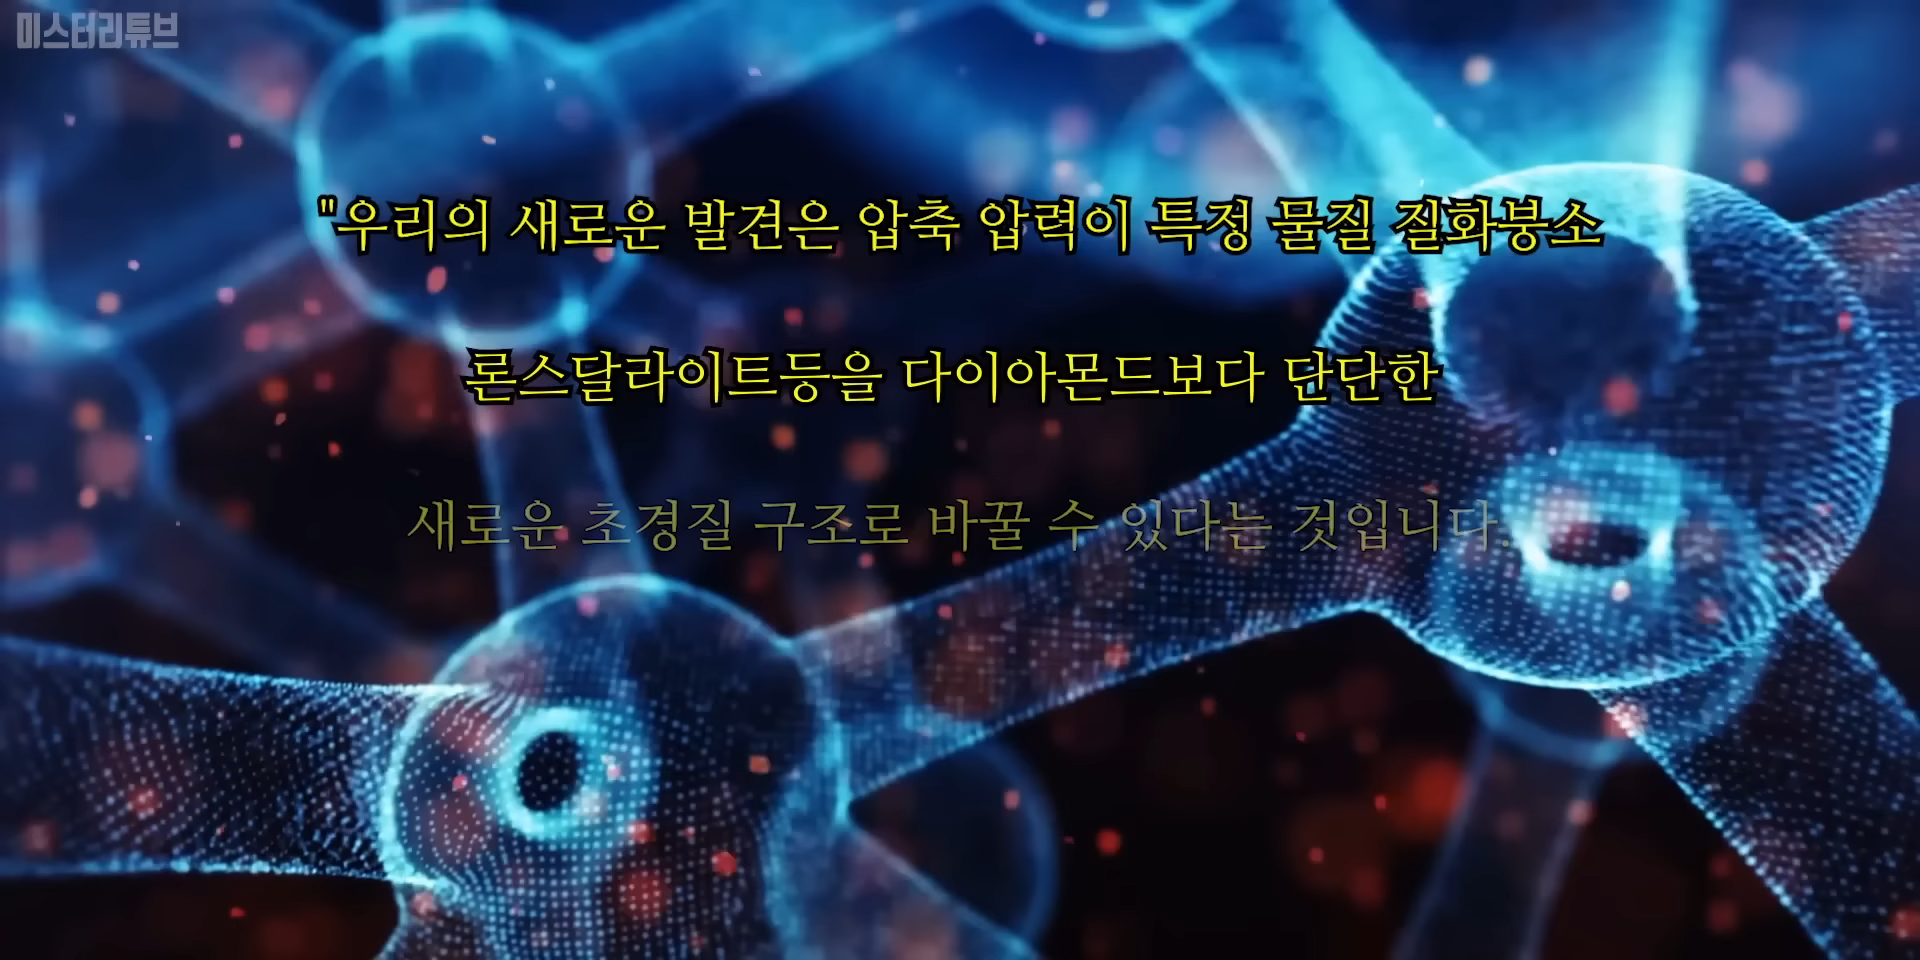 미스터리튜브
"우리의 새로운 발견은 압축 압력이 특정 물질 질화붕소
론스달라이트등을 다이아몬드보다 단단한
새로운 초경질 구조로 바꿀 수 있다는 것입니다.